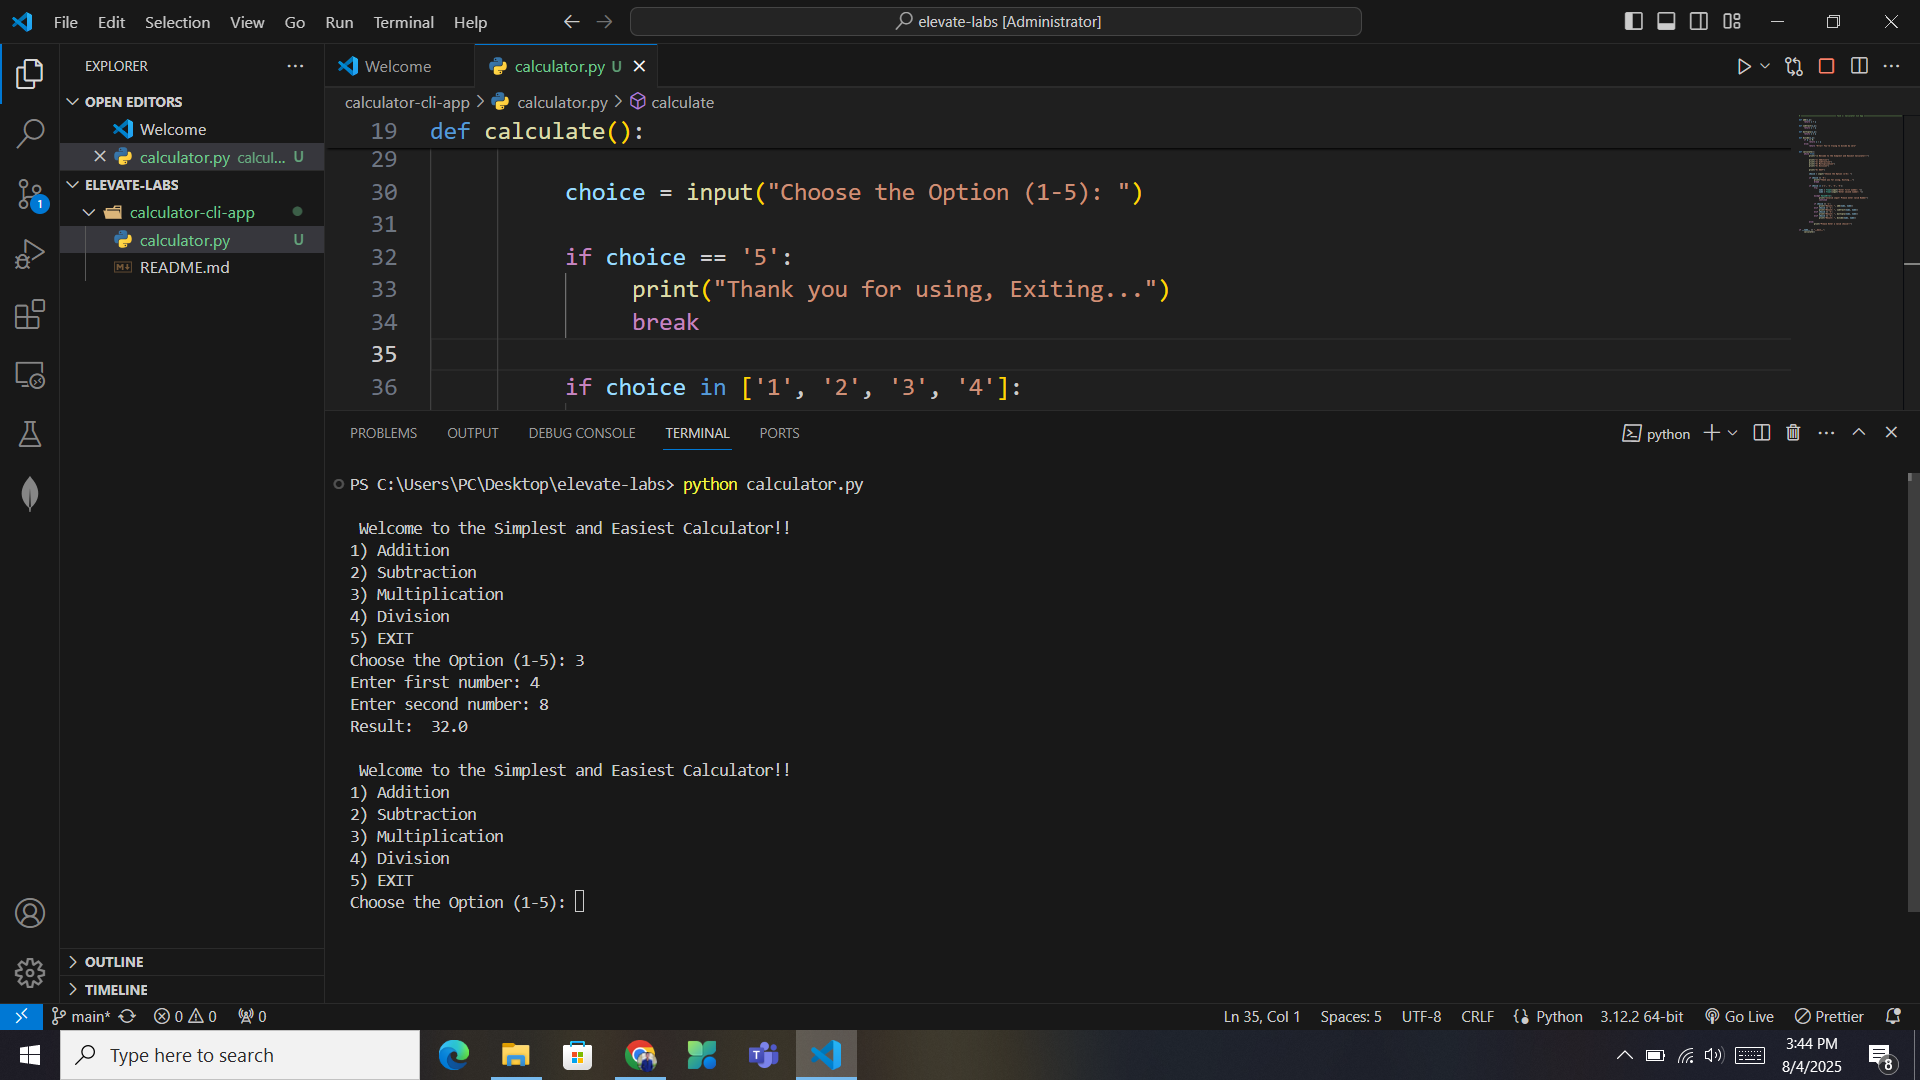 File Edit Selection View Go Run Terminal Help
elevate-labs [Administrator]
EXPLORER
OPEN EDITORS
Welcome
calculator.py calcul... U
ELEVATE-LABS
calculator-cli-app
calculator.py U
README.md
OUTLINE
TIMELINE
1
Welcome
calculator.py U
calculator-cli-app > calculator.py > calculate
19 def calculate():
29
30 choice = input("Choose the Option (1-5): ")
31
32 if choice == '5':
33 print("Thank you for using, Exiting...")
34 break
35
36 if choice in ['1', '2', '3', '4']:
PROBLEMS OUTPUT DEBUG CONSOLE TERMINAL PORTS
python
PS C:\Users\PC\Desktop\elevate-labs> python calculator.py
Welcome to the Simplest and Easiest Calculator!!
1) Addition
2) Subtraction
3) Multiplication
4) Division
5) EXIT
Choose the Option (1-5): 3
Enter first number: 4
Enter second number: 8
Result:  32.0
Welcome to the Simplest and Easiest Calculator!!
1) Addition
2) Subtraction
3) Multiplication
4) Division
5) EXIT
Choose the Option (1-5):
main* 0 0 0
Ln 35, Col 1 Spaces: 5 UTF-8 CRLF Python 3.12.2 64-bit Go Live Prettier
Type here to search
3:44 PM
8/4/2025
8